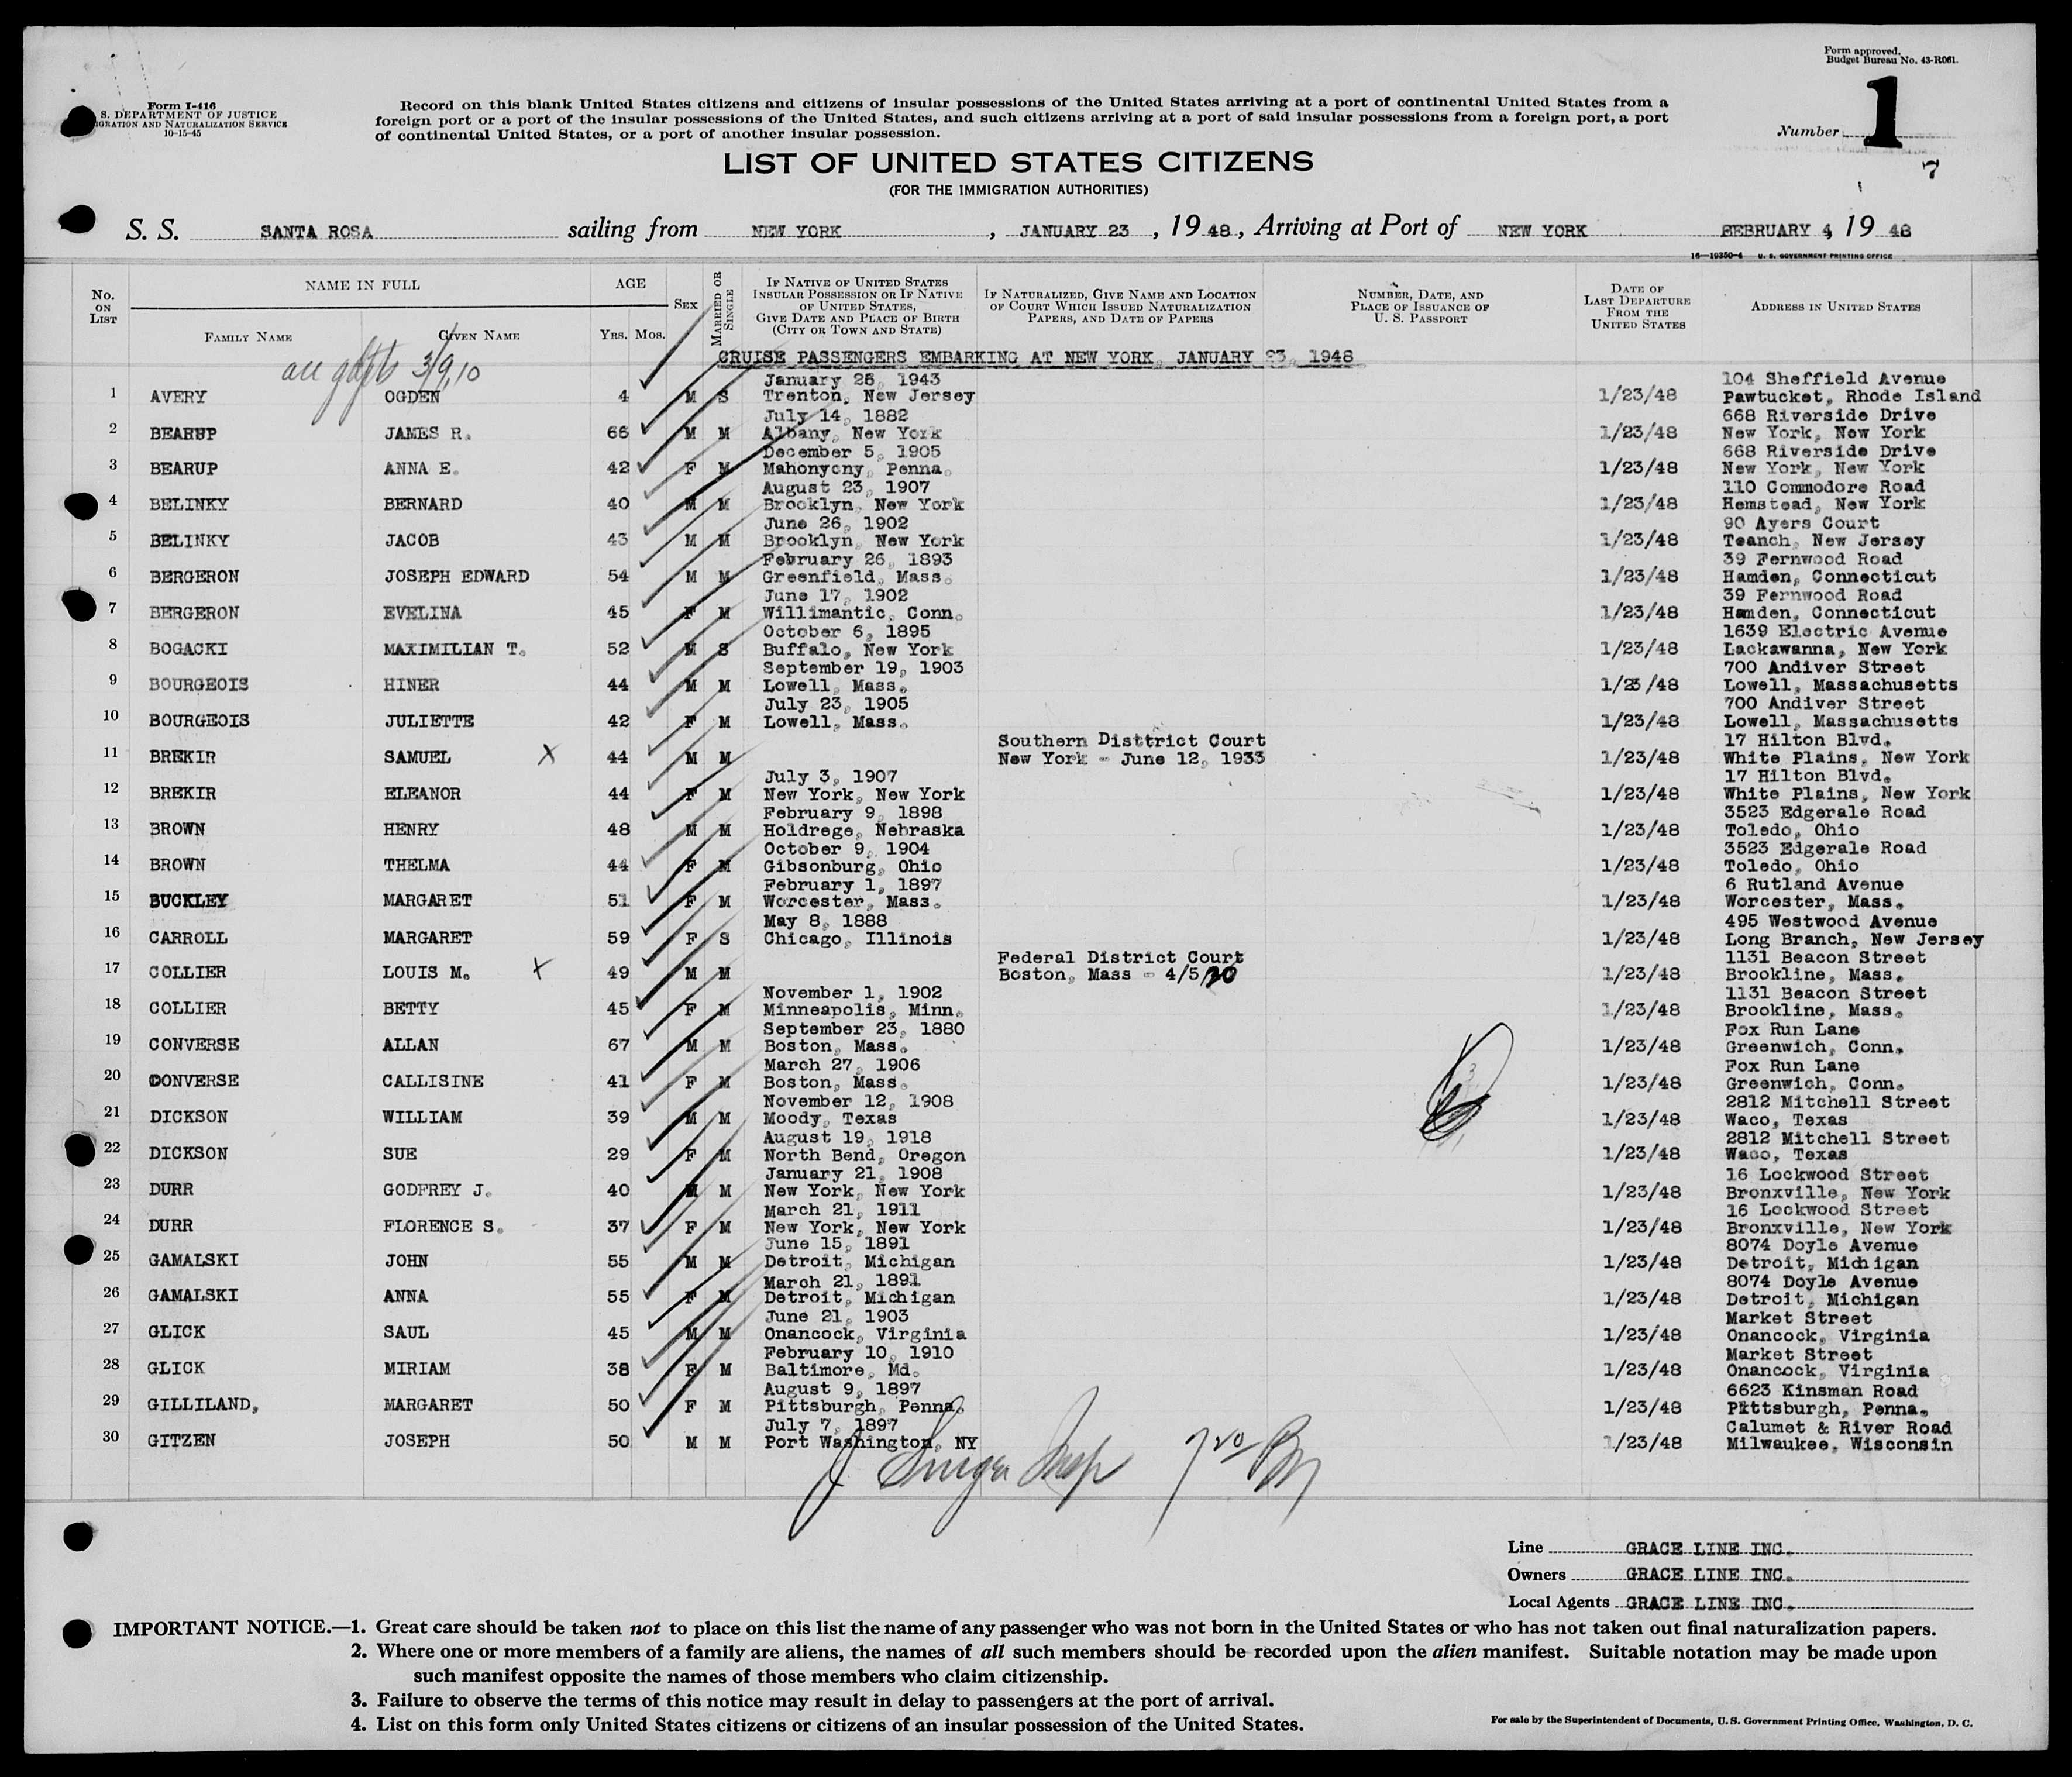 Form approved.
Budget Bureau No. 43-R061.
Form I-416
S. DEPARTMENT OF JUSTICE
IGRATION AND NATURALIZATION SERVICE
10-15-45
Record on this blank United States citizens and citizens of insular possessions of the United States arriving at a port of continental United States from a
foreign port or a port of the insular possessions of the United States, and such citizens arriving at a port of said insular possessions from a foreign port, a port
of continental United States, or a port of another insular possession.
Number 1
7
LIST OF UNITED STATES CITIZENS
(FOR THE IMMIGRATION AUTHORITIES)
S. S. SANTA ROSA sailing from NEW YORK, JANUARY 23, 1948, Arriving at Port of NEW YORK FEBRUARY 4, 1948
16—19250-4 U. S. GOVERNMENT PRINTING OFFICE
No. on List
NAME IN FULL
Family Name
Given Name
AGE
Yrs. Mos.
Sex
Married or Single
If Native of United States Insular Possession or If Native of United States, Give Date and Place of Birth (City or Town and State)
If Naturalized, Give Name and Location of Court Which Issued Naturalization Papers, and Date of Papers
Number, Date, and Place of Issuance of U. S. Passport
Date of Last Departure From the United States
Address in United States
3/9,10
CRUISE PASSENGERS EMBARKING AT NEW YORK, JANUARY 23, 1948
January 28, 1943 104 Sheffield Avenue
1 AVERY OGDEN 4 M S Trenton, New Jersey 1/23/48 Pawtucket, Rhode Island
July 14, 1882 668 Riverside Drive
2 BEARUP JAMES R. 66 M M Albany, New York 1/23/48 New York, New York
December 5, 1905 668 Riverside Drive
3 BEARUP ANNA E. 42 F M Mahonycny, Penna. 1/23/48 New York, New York
August 23, 1907 110 Commodore Road
4 BELINKY BERNARD 40 M M Brooklyn, New York 1/23/48 Hemstead, New York
June 26, 1902 90 Ayers Court
5 BELINKY JACOB 43 M M Brooklyn, New York 1/23/48 Teanch, New Jersey
February 26, 1893 39 Fernwood Road
6 BERGERON JOSEPH EDWARD 54 M M Greenfield, Mass. 1/23/48 Hamden, Connecticut
June 17, 1902 39 Fernwood Road
7 BERGERON EVELINA 45 F M Willimantic, Conn. 1/23/48 Hamden, Connecticut
October 6, 1895 1639 Electric Avenue
8 BOGACKI MAXIMILIAN T. 52 M S Buffalo, New York 1/23/48 Lackawanna, New York
September 19, 1903 700 Andiver Street
9 BOURGEOIS HINER 44 M M Lowell, Mass. 1/23/48 Lowell, Massachusetts
July 23, 1905 700 Andiver Street
10 BOURGEOIS JULIETTE 42 F M Lowell, Mass. 1/23/48 Lowell, Massachusetts
Southern Disttrict Court 17 Hilton Blvd.
11 BREKIR SAMUEL X 44 M M New York - June 12, 1933 1/23/48 White Plains, New York
July 3, 1907 17 Hilton Blvd.
12 BREKIR ELEANOR 44 F M New York, New York 1/23/48 White Plains, New York
February 9, 1898 3523 Edgerale Road
13 BROWN HENRY 48 M M Holdrege, Nebraska 1/23/48 Toledo, Ohio
October 9, 1904 3523 Edgerale Road
14 BROWN THELMA 44 F M Gibsonburg, Ohio 1/23/48 Toledo, Ohio
February 1, 1897 6 Rutland Avenue
15 BUCKLEY MARGARET 51 F M Worcester, Mass. 1/23/48 Worcester, Mass.
May 8, 1888 495 Westwood Avenue
16 CARROLL MARGARET 59 F S Chicago, Illinois 1/23/48 Long Branch, New Jersey
Federal District Court 1131 Beacon Street
17 COLLIER LOUIS M. X 49 M M Boston, Mass - 4/5/20 1/23/48 Brookline, Mass.
November 1, 1902 1131 Beacon Street
18 COLLIER BETTY 45 F M Minneapolis, Minn. 1/23/48 Brookline, Mass.
September 23, 1880 Fox Run Lane
19 CONVERSE ALLAN 67 M M Boston, Mass. 1/23/48 Greenwich, Conn.
March 27, 1906 Fox Run Lane
20 CONVERSE CALLISINE 41 F M Boston, Mass. 1/23/48 Greenwich, Conn.
November 12, 1908 2812 Mitchell Street
21 DICKSON WILLIAM 39 M M Moody, Texas 1/23/48 Waco, Texas
August 19, 1918 2812 Mitchell Street
22 DICKSON SUE 29 F M North Bend, Oregon 1/23/48 Waco, Texas
January 21, 1908 16 Lockwood Street
23 DURR GODFREY J. 40 M M New York, New York 1/23/48 Bronxville, New York
March 21, 1911 16 Lockwood Street
24 DURR FLORENCE S. 37 F M New York, New York 1/23/48 Bronxville, New York
June 15, 1891 8074 Doyle Avenue
25 GAMALSKI JOHN 55 M M Detroit, Michigan 1/23/48 Detroit, Michigan
March 21, 1891 8074 Doyle Avenue
26 GAMALSKI ANNA 55 F M Detroit, Michigan 1/23/48 Detroit, Michigan
June 21, 1903 Market Street
27 GLICK SAUL 45 M M Onancock, Virginia 1/23/48 Onancock, Virginia
February 10, 1910 Market Street
28 GLICK MIRIAM 38 F M Baltimore, Md. 1/23/48 Onancock, Virginia
August 9, 1897 6623 Kinsman Road
29 GILLILAND, MARGARET 50 F M Pittsburgh, Penna. 1/23/48 Pittsburgh, Penna.
July 7, 1897 Calumet & River Road
30 GITZEN JOSEPH 50 M M Port Washington, NY 1/23/48 Milwaukee, Wisconsin
Line GRACE LINE INC.
Owners GRACE LINE INC.
Local Agents GRACE LINE INC.
IMPORTANT NOTICE.—1. Great care should be taken not to place on this list the name of any passenger who was not born in the United States or who has not taken out final naturalization papers.
2. Where one or more members of a family are aliens, the names of all such members should be recorded upon the alien manifest. Suitable notation may be made upon
such manifest opposite the names of those members who claim citizenship.
3. Failure to observe the terms of this notice may result in delay to passengers at the port of arrival.
4. List on this form only United States citizens or citizens of an insular possession of the United States.
For sale by the Superintendent of Documents, U. S. Government Printing Office, Washington, D. C.